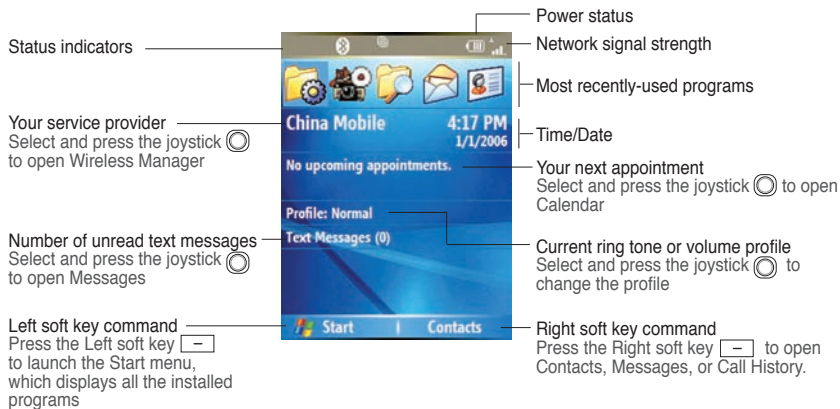 Power status
Status indicators
Network signal strength
Most recently-used programs
Your service provider
Select and press the joystick
to open Wireless Manager
China Mobile
4:17 PM
1/1/2006
Time/Date
No upcoming appointments.
Your next appointment
Select and press the joystick to open
Calendar
Profile: Normal
Number of unread text messages
Select and press the joystick
to open Messages
Text Messages (0)
Current ring tone or volume profile
Select and press the joystick to
change the profile
Left soft key command
Press the Left soft key –
to launch the Start menu,
which displays all the installed
programs
Start
Contacts
Right soft key command
Press the Right soft key – to open
Contacts, Messages, or Call History.